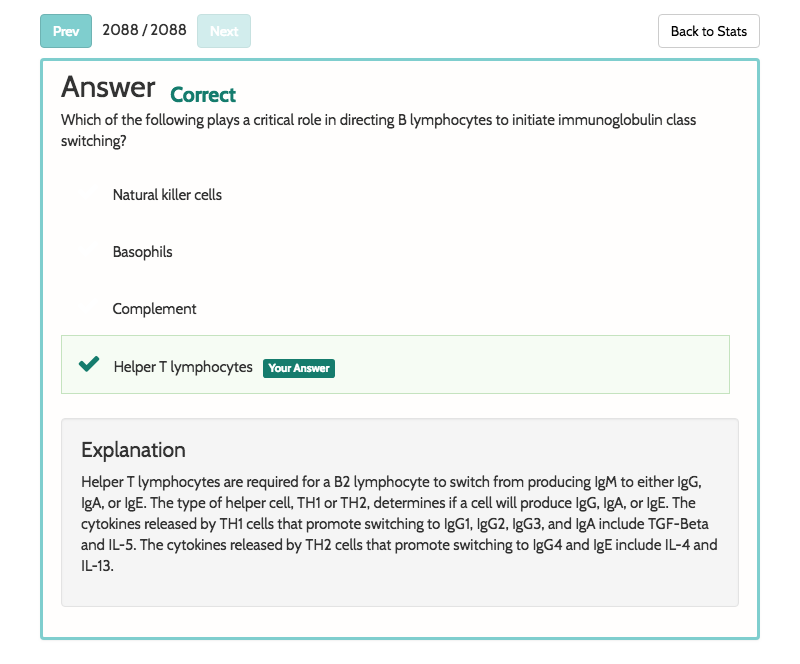 Prev 2088 / 2088 Next Back to Stats
Answer Correct
Which of the following plays a critical role in directing B lymphocytes to initiate immunoglobulin class
switching?
Natural killer cells
Basophils
Complement
Helper T lymphocytes Your Answer
Explanation
Helper T lymphocytes are required for a B2 lymphocyte to switch from producing IgM to either IgG,
IgA, or IgE. The type of helper cell, TH1 or TH2, determines if a cell will produce IgG, IgA, or IgE. The
cytokines released by TH1 cells that promote switching to IgG1, IgG2, IgG3, and IgA include TGF-Beta
and IL-5. The cytokines released by TH2 cells that promote switching to IgG4 and IgE include IL-4 and
IL-13.